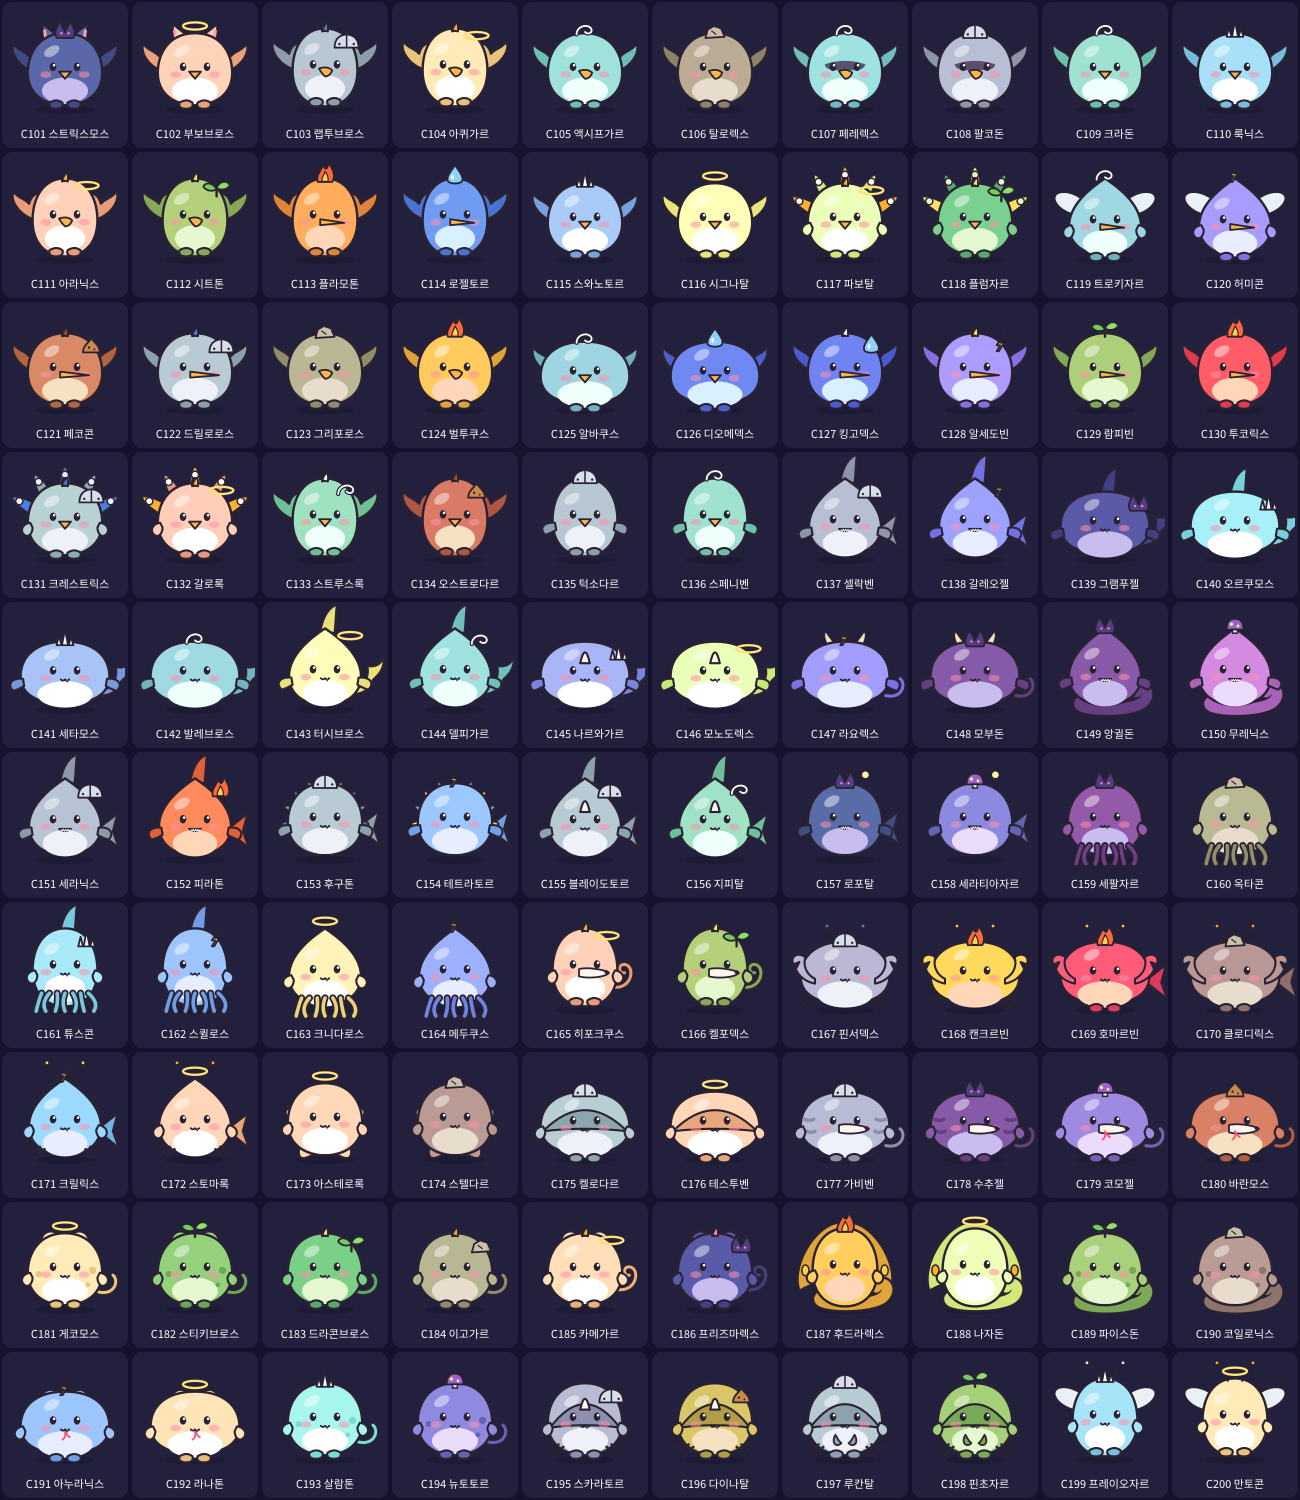 C101 스트릭스모스
C102 부보브로스
C103 랩투브로스
C104 아퀴가르
C105 액시프가르
C106 탈로렉스
C107 페레렉스
C108 팔코돈
C109 크라돈
C110 룩닉스
C111 아라닉스
C112 시트톤
C113 플라모톤
C114 로젤토르
C115 스와노토르
C116 시그나탈
C117 파보탈
C118 플럼자르
C119 트로키자르
C120 허미콘
C121 페코콘
C122 드릴로로스
C123 그리포로스
C124 벌투쿠스
C125 알바쿠스
C126 디오메덱스
C127 킹고덱스
C128 알세도빈
C129 람피빈
C130 투코릭스
C131 크레스트릭스
C132 갈로록
C133 스트루스록
C134 오스트로다르
C135 턱소다르
C136 스페니벤
C137 셀락벤
C138 갈레오젤
C139 그램푸젤
C140 오르쿠모스
C141 세타모스
C142 발레브로스
C143 터시브로스
C144 델피가르
C145 나르와가르
C146 모노도렉스
C147 라요렉스
C148 모부돈
C149 앙귈돈
C150 무레닉스
C151 세라닉스
C152 피라톤
C153 후구톤
C154 테트라토르
C155 블레이도토르
C156 지피탈
C157 로포탈
C158 세라티아자르
C159 세팔자르
C160 옥타콘
C161 튜스콘
C162 스퀼로스
C163 크니다로스
C164 메두쿠스
C165 히포크쿠스
C166 켈포덱스
C167 핀서덱스
C168 캔크르빈
C169 호마르빈
C170 클로디릭스
C171 크릴릭스
C172 스토마록
C173 아스테로록
C174 스텔다르
C175 켈로다르
C176 테스투벤
C177 가비벤
C178 수추젤
C179 코모젤
C180 바란모스
C181 게코모스
C182 스티키브로스
C183 드라콘브로스
C184 이고가르
C185 카메가르
C186 프리즈마렉스
C187 후드라렉스
C188 나자돈
C189 파이스돈
C190 코일로닉스
C191 아누라닉스
C192 라나톤
C193 살람톤
C194 뉴토토르
C195 스카라토르
C196 다이나탈
C197 루칸탈
C198 핀초자르
C199 프레이오자르
C200 만토콘